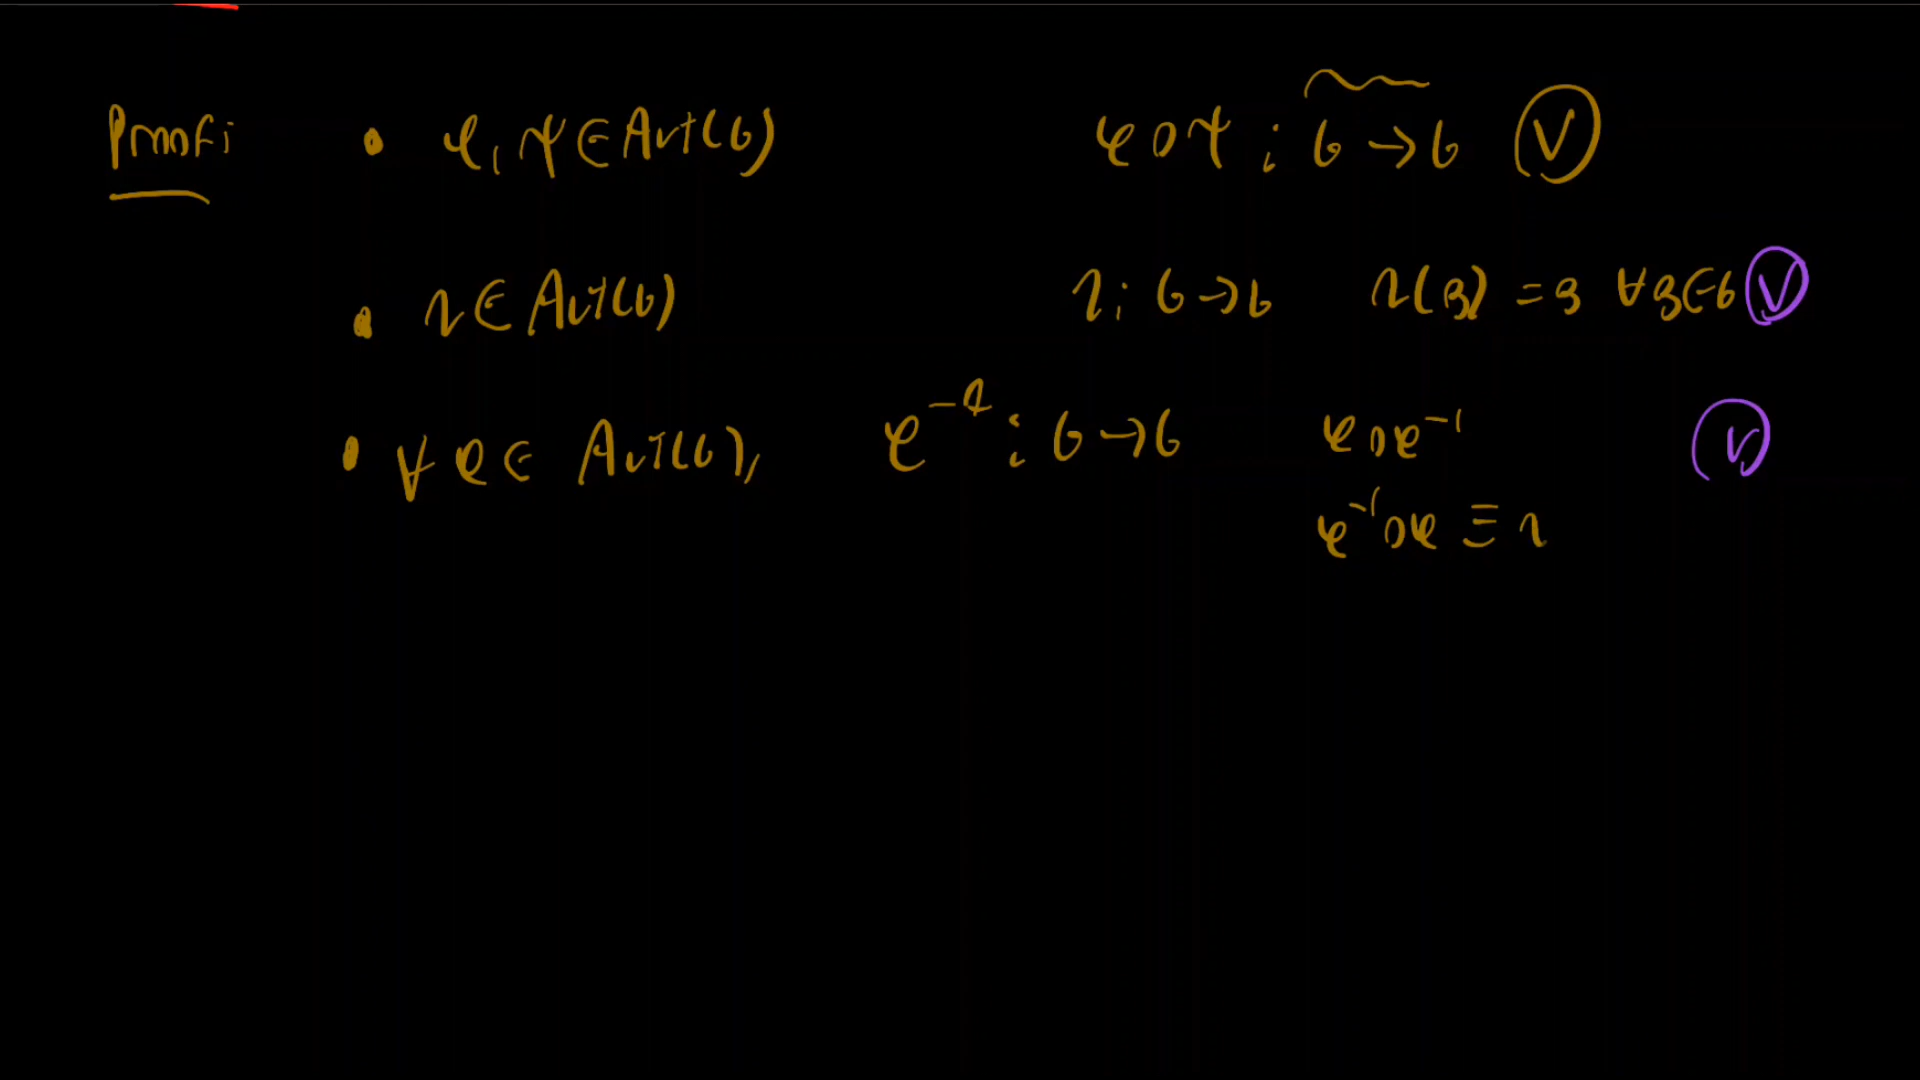 Proof: • φ, ψ ∈ Aut(G) φ∘ψ : G → G ✓
• 1 ∈ Aut(G) 1 : G → G 1(g) = g ∀g∈G ✓
• ∀ φ ∈ Aut(G), φ⁻¹ : G → G φ∘φ⁻¹ ✓
φ⁻¹∘φ ≡ 1